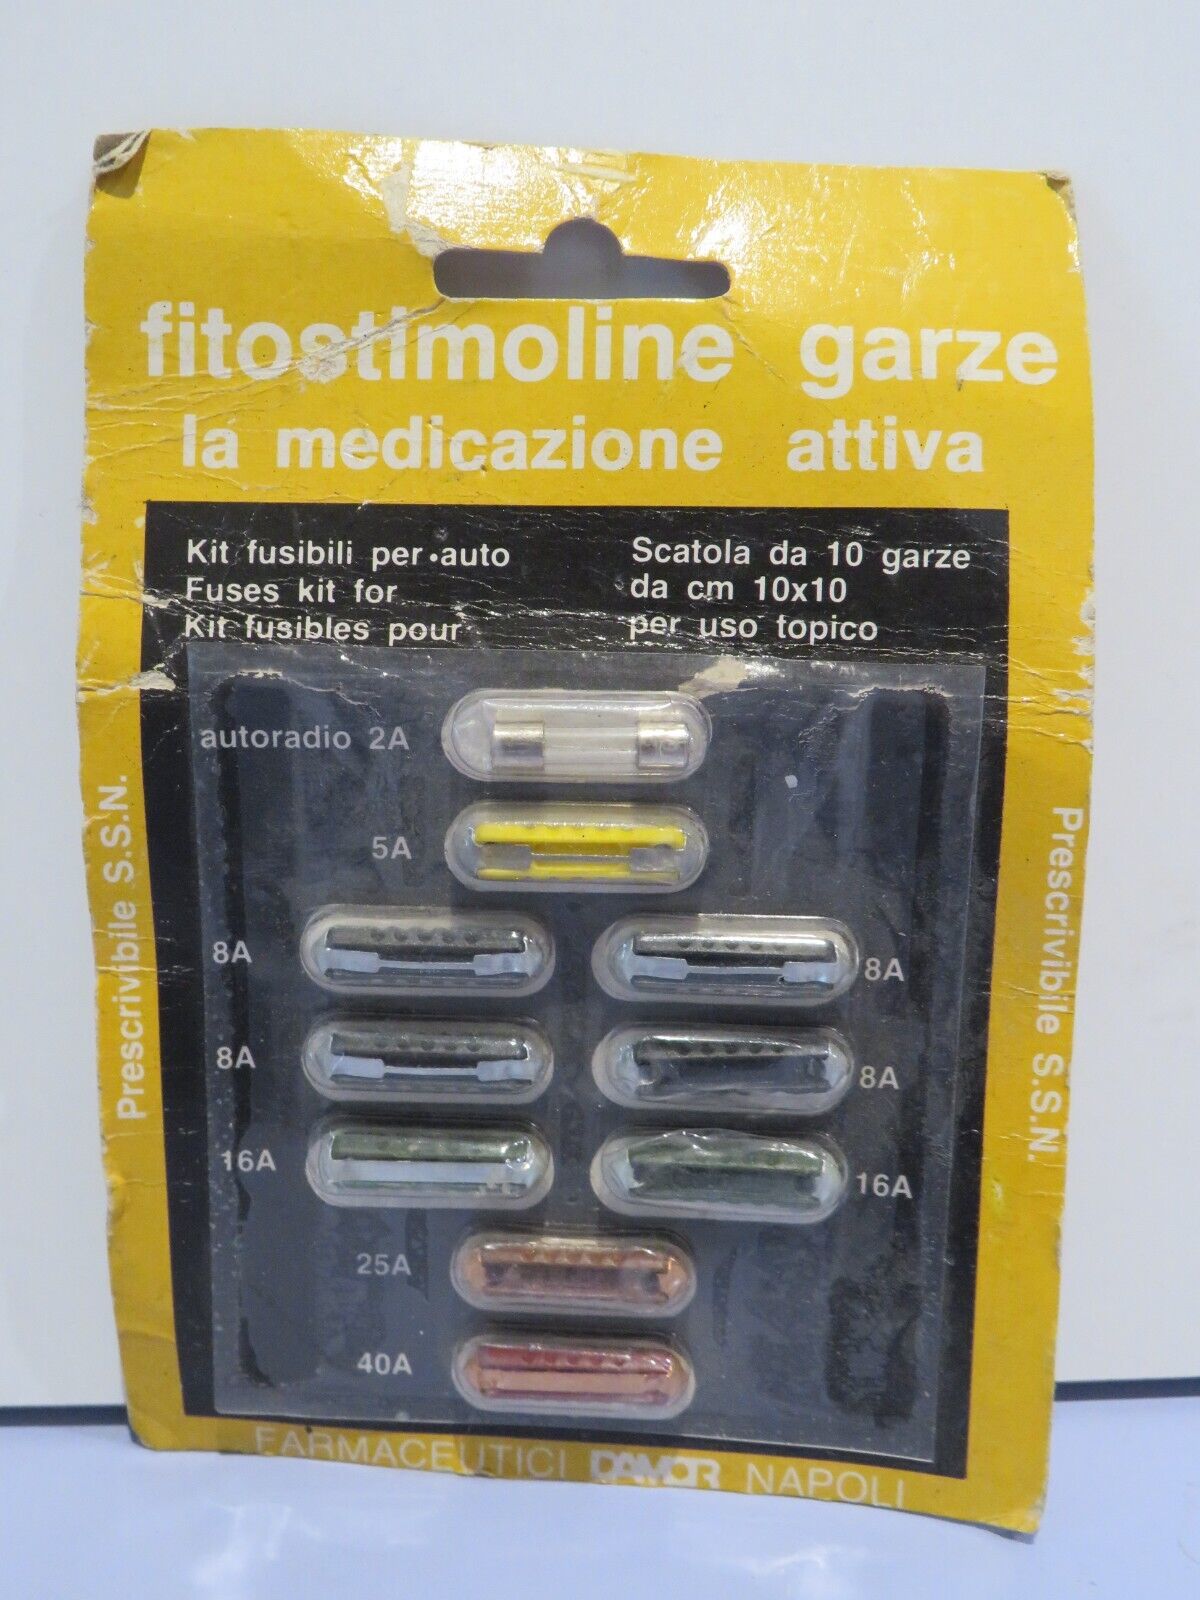 fitostimoline garze
la medicazione attiva
Kit fusibili per auto
Fuses kit for
Kit fusibles pour
Scatola da 10 garze
da cm 10x10
per uso topico
autoradio 2A
5A
8A
8A
8A
8A
16A
16A
25A
40A
Prescrivibile S.S.N.
Prescrivibile S.S.N.
FARMACEUTICI DAMOR NAPOLI